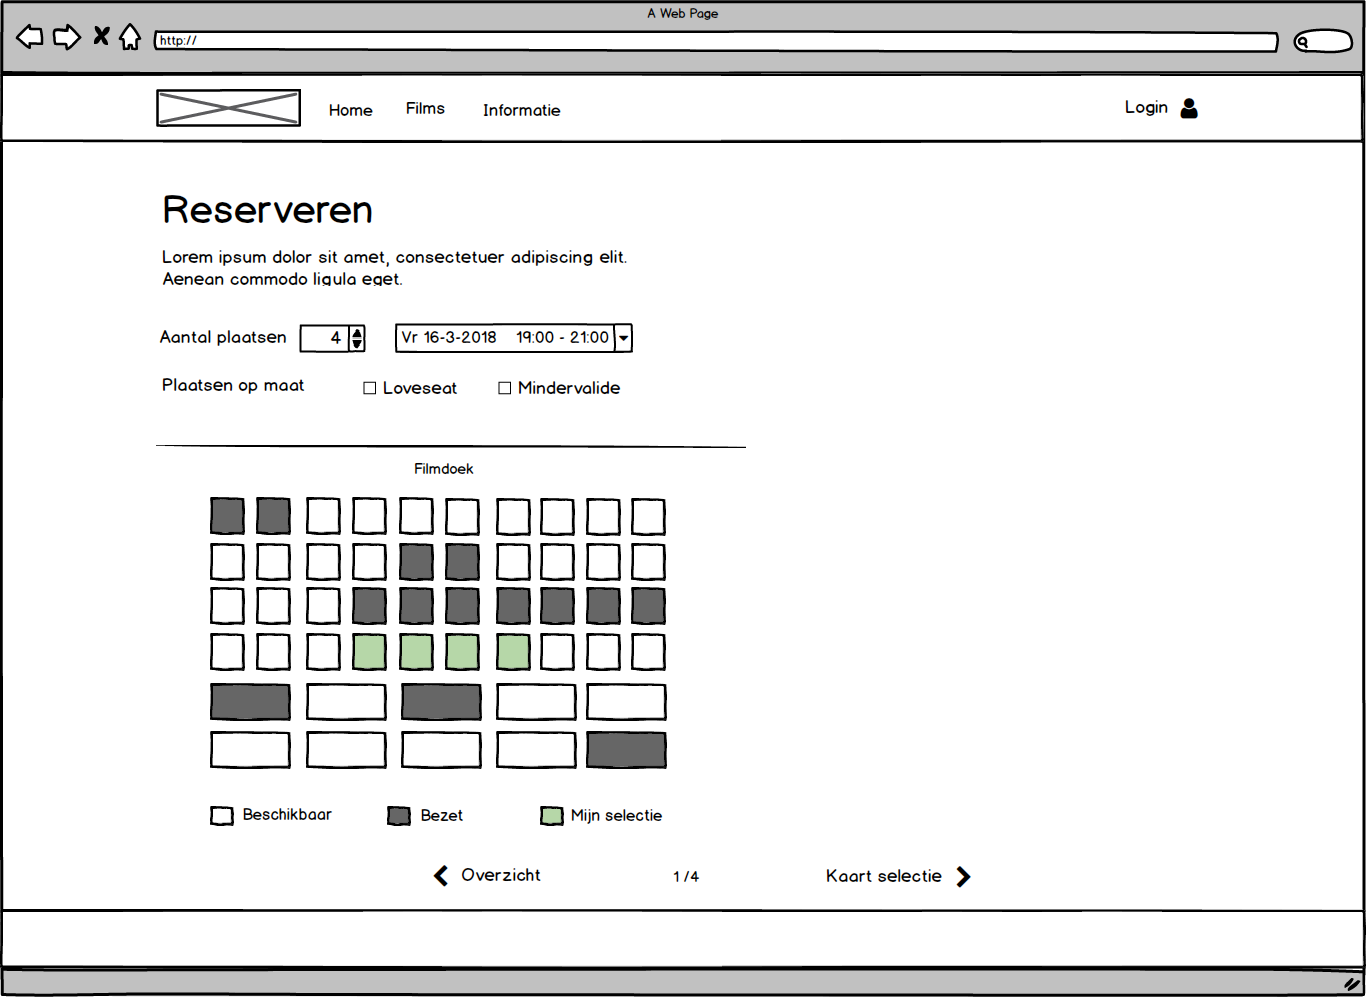 A Web Page
http://
Home Films Informatie Login
Reserveren
Lorem ipsum dolor sit amet, consectetuer adipiscing elit.
Aenean commodo ligula eget.
Aantal plaatsen 4 Vr 16-3-2018 19:00 - 21:00
Plaatsen op maat Loveseat Mindervalide
Filmdoek
Beschikbaar Bezet Mijn selectie
Overzicht 1/4 Kaart selectie